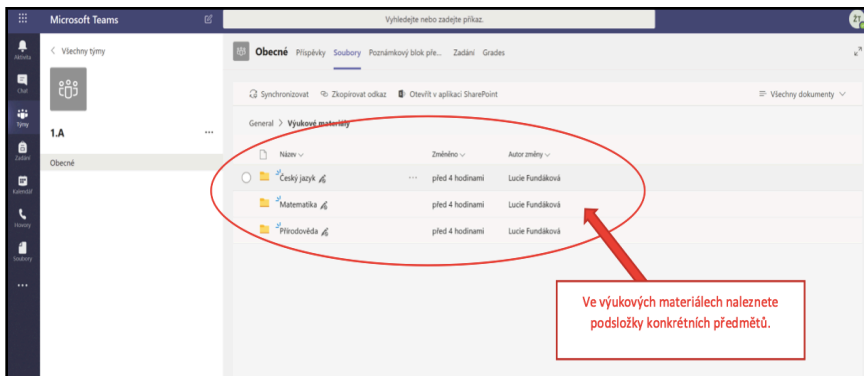 Microsoft Teams
Vyhledejte nebo zadejte příkaz.
ŽT
Aktivita
Chat
Týmy
Zadání
Kalendář
Hovory
Soubory
Všechny týmy
1.A
Obecné
Obecné Příspěvky Soubory Poznámkový blok pře... Zadání Grades
Synchronizovat Zkopírovat odkaz Otevřít v aplikaci SharePoint Všechny dokumenty
General > Výukové materiály
Název Změněno Autor změny
Český jazyk před 4 hodinami Lucie Fundáková
Matematika před 4 hodinami Lucie Fundáková
Přírodověda před 4 hodinami Lucie Fundáková
Ve výukových materiálech naleznete
podsložky konkrétních předmětů.